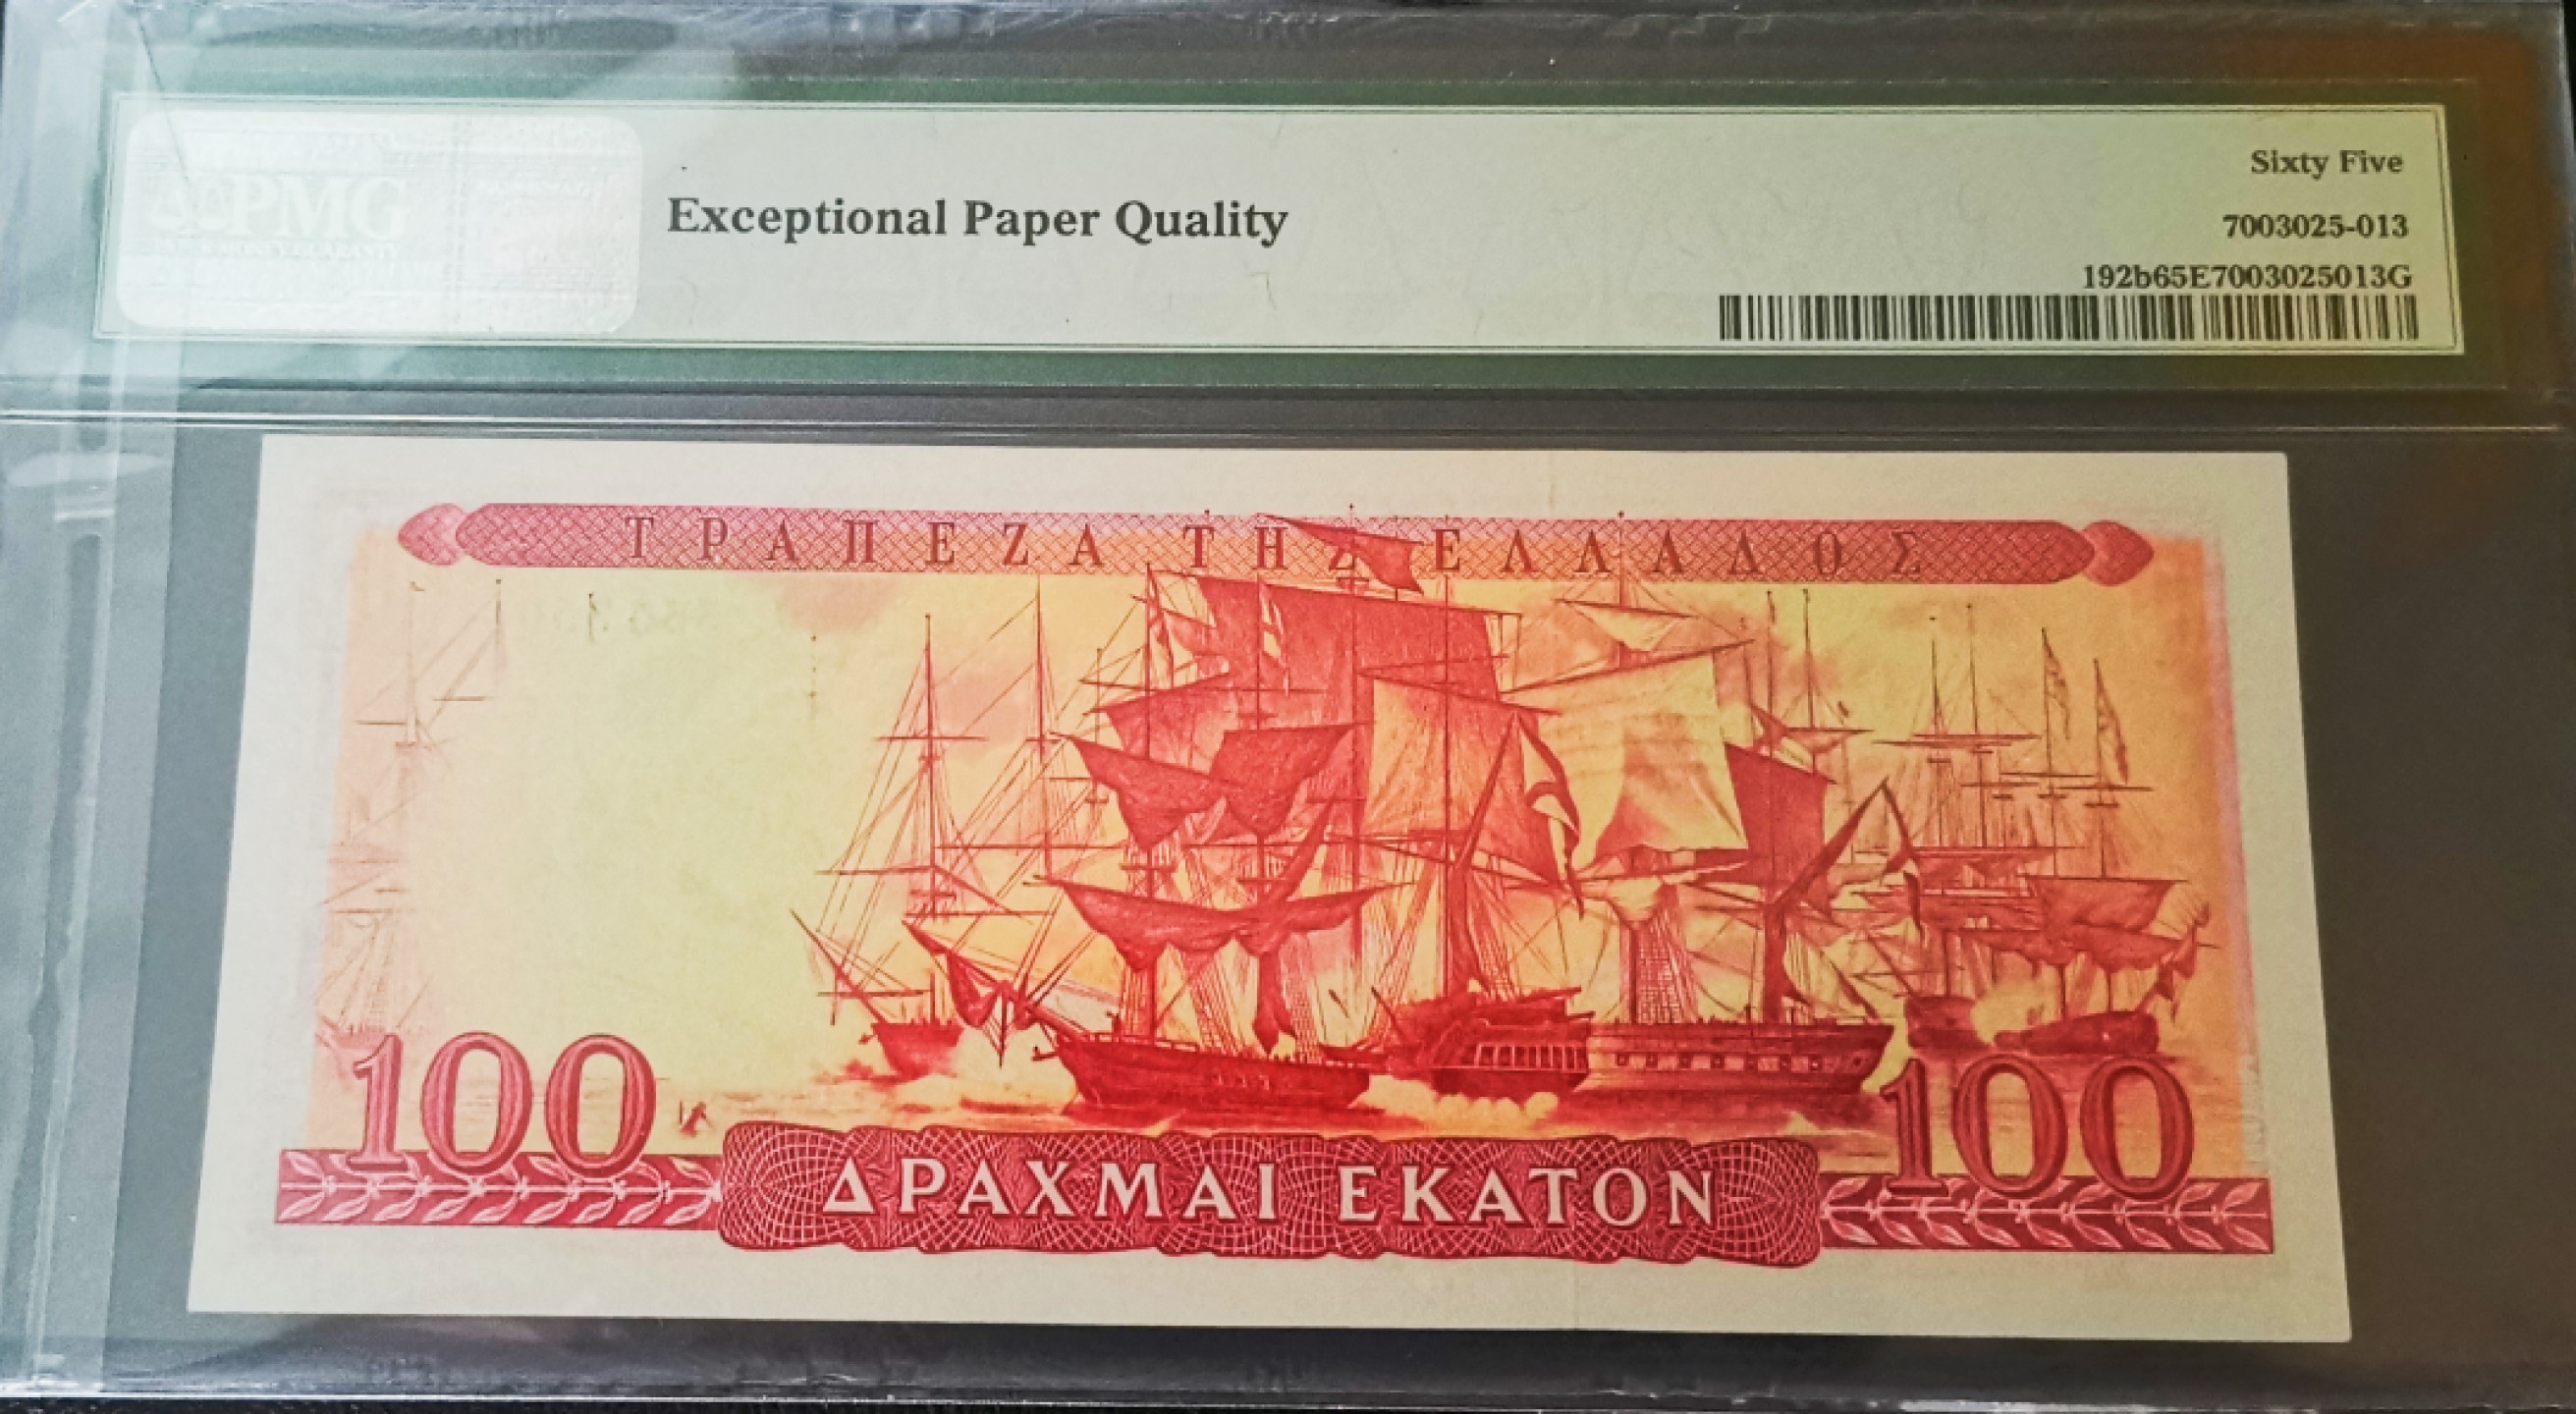 PMG
Exceptional Paper Quality
Sixty Five
7003025-013
192b65E7003025013G
ΤΡΑΠΕΖΑ ΤΗΣ ΕΛΛΑΔΟΣ
100
100
ΔΡΑΧΜΑΙ ΕΚΑΤΟΝ